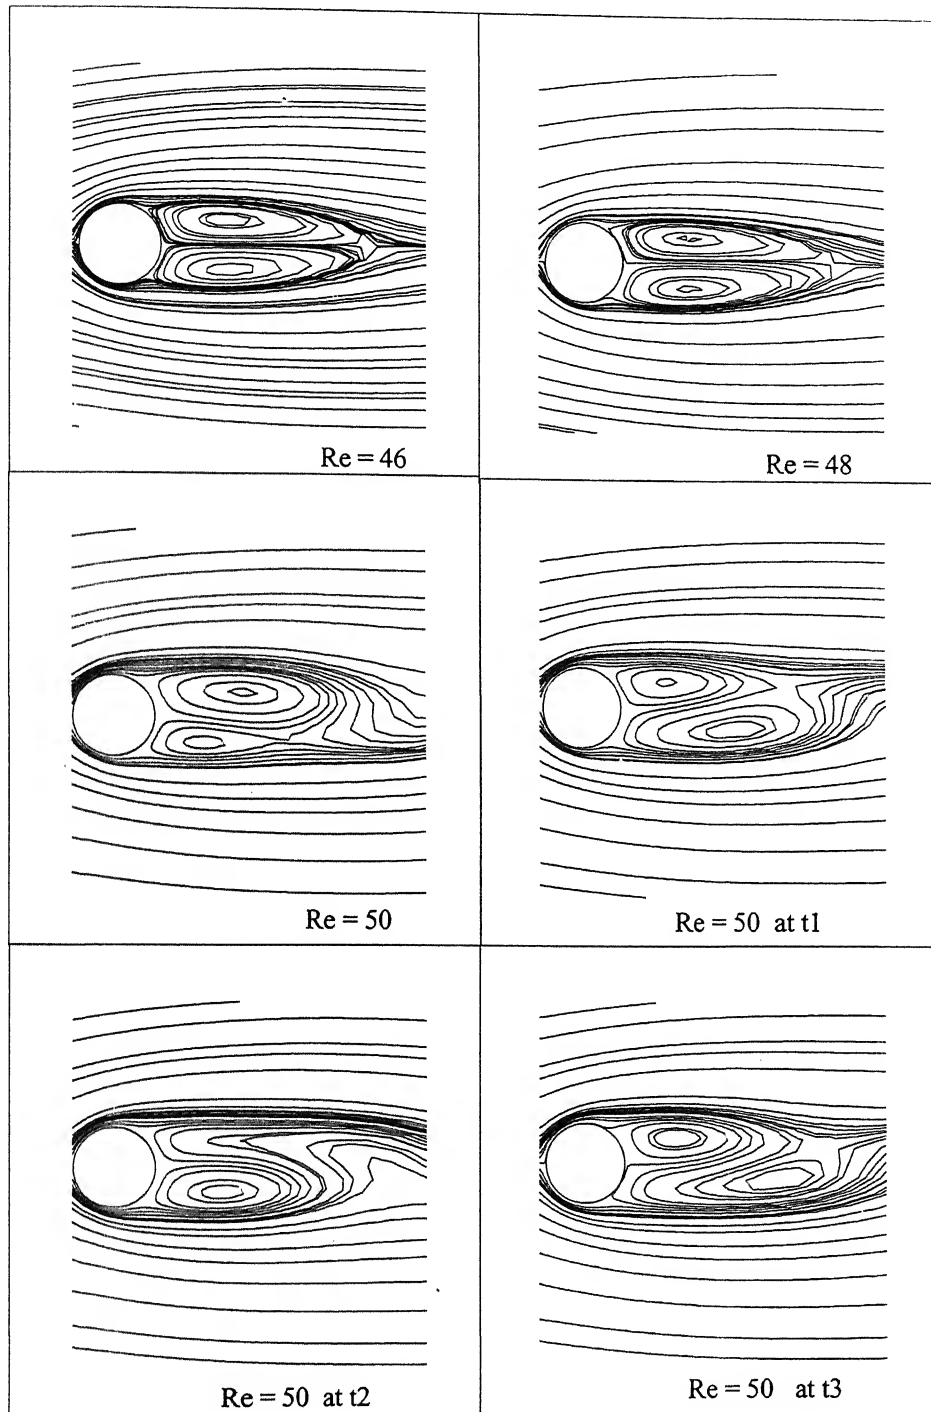 Re = 46
Re = 48
Re = 50
Re = 50 at t1
Re = 50 at t2
Re = 50 at t3